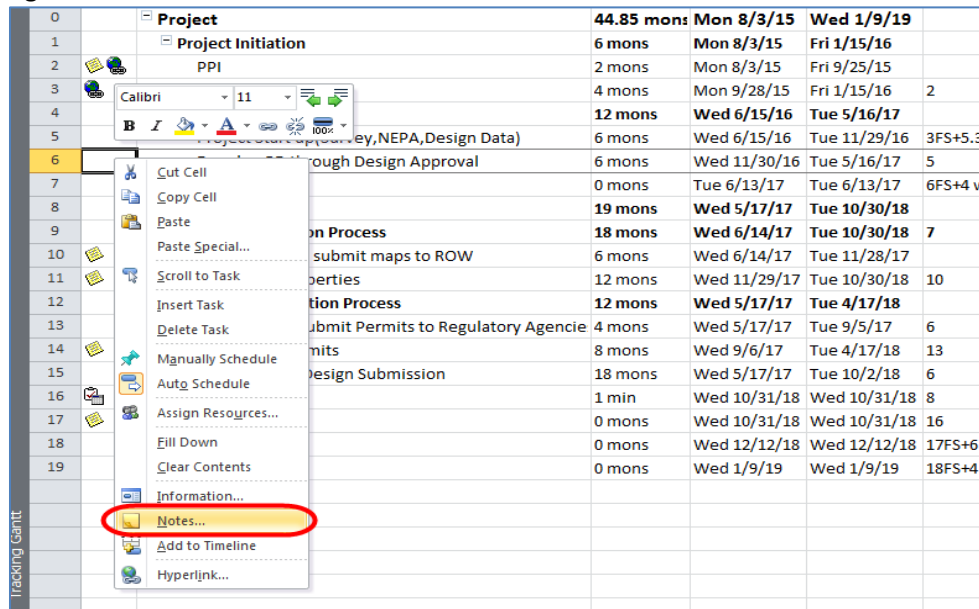 0 Project 44.85 mons Mon 8/3/15 Wed 1/9/19
1 Project Initiation 6 mons Mon 8/3/15 Fri 1/15/16
2 PPI 2 mons Mon 8/3/15 Fri 9/25/15
3 4 mons Mon 9/28/15 Fri 1/15/16 2
Calibri 11
4 12 mons Wed 6/15/16 Tue 5/16/17
B I A 100%
5 6 mons Wed 6/15/16 Tue 11/29/16 3FS+5.3
6 through Design Approval 6 mons Wed 11/30/16 Tue 5/16/17 5
Cut Cell
7 0 mons Tue 6/13/17 Tue 6/13/17 6FS+4 w
Copy Cell
8 19 mons Wed 5/17/17 Tue 10/30/18
Paste
9 on Process 18 mons Wed 6/14/17 Tue 10/30/18 7
Paste Special...
10 submit maps to ROW 6 mons Wed 6/14/17 Tue 11/28/17
11 perties 12 mons Wed 11/29/17 Tue 10/30/18 10
Scroll to Task
12 tion Process 12 mons Wed 5/17/17 Tue 4/17/18
Insert Task
13 ubmit Permits to Regulatory Agencie 4 mons Wed 5/17/17 Tue 9/5/17 6
Delete Task
14 mits 8 mons Wed 9/6/17 Tue 4/17/18 13
Manually Schedule
15 Design Submission 18 mons Wed 5/17/17 Tue 10/2/18 6
Auto Schedule
16 1 min Wed 10/31/18 Wed 10/31/18 8
Assign Resources...
17 0 mons Wed 10/31/18 Wed 10/31/18 16
18 0 mons Wed 12/12/18 Wed 12/12/18 17FS+6
Fill Down
19 0 mons Wed 1/9/19 Wed 1/9/19 18FS+4
Clear Contents
Information...
Notes...
Add to Timeline
Hyperlink...
Tracking Gantt